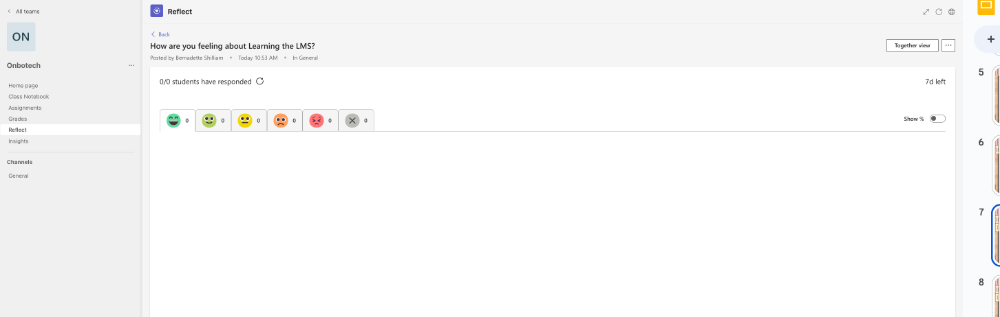 All teams
ON
Onbotech
...
Home page
Class Notebook
Assignments
Grades
Reflect
Insights
Channels
General
Reflect
Back
How are you feeling about Learning the LMS?
Posted by Bernadette Shilliam • Today 10:53 AM • In General
Together view ...
0/0 students have responded
7d left
0 0 0 0 0 0
Show %
5
6
7
8